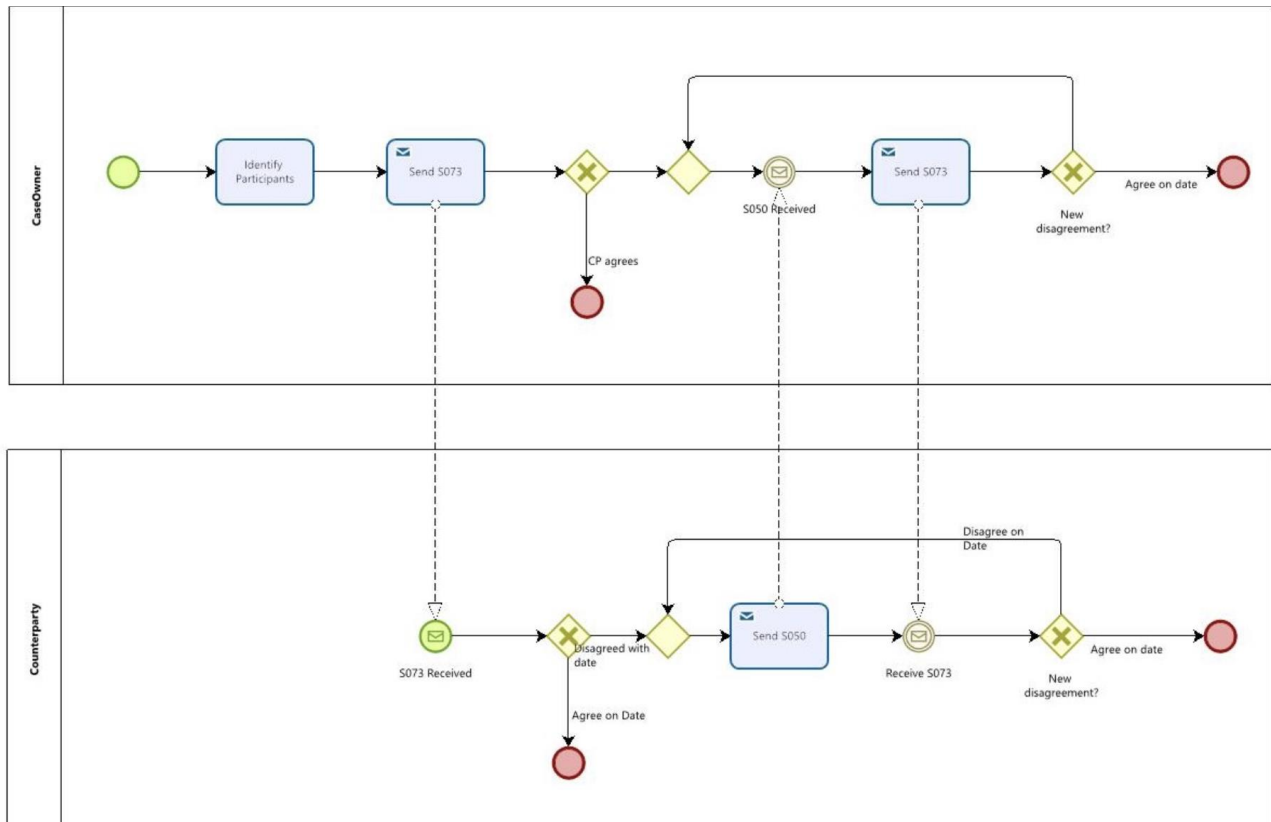 CaseOwner
Identify
Participants
Send S073
CP agrees
S050 Received
Send S073
New
disagreement?
Agree on date
Counterparty
S073 Received
Disagreed with
date
Agree on Date
Send S050
Receive S073
Disagree on
Date
New
disagreement?
Agree on date